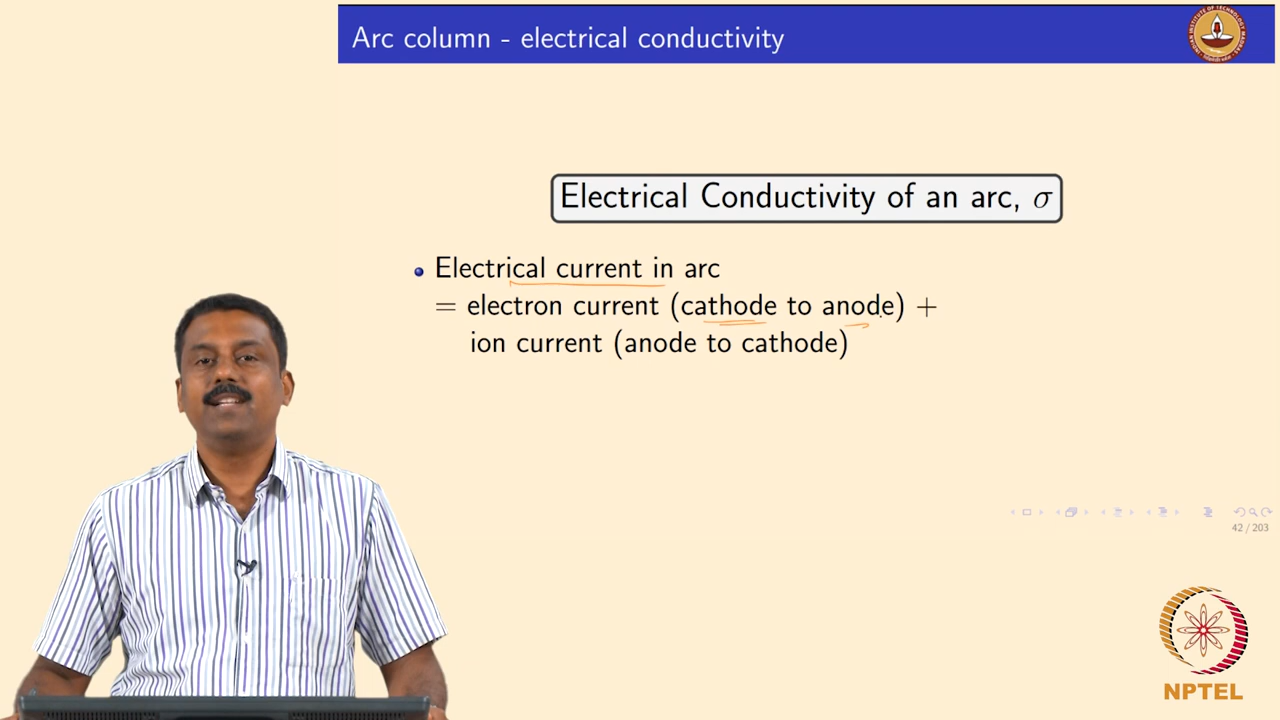 Arc column - electrical conductivity
Electrical Conductivity of an arc, σ
• Electrical current in arc
= electron current (cathode to anode) +
ion current (anode to cathode)
42 / 203
NPTEL